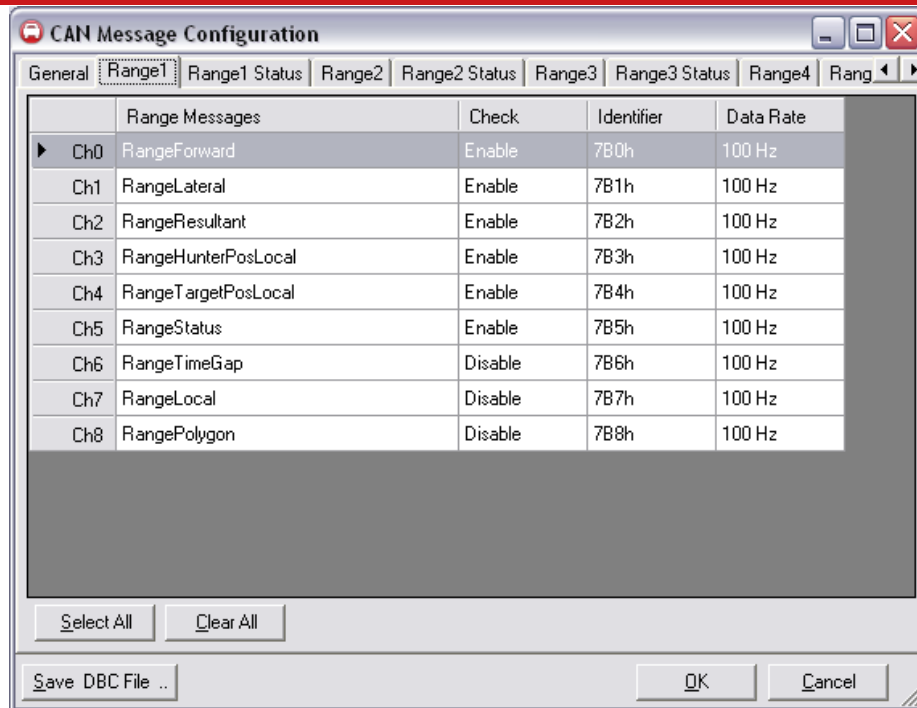 CAN Message Configuration
General Range1 Range1 Status Range2 Range2 Status Range3 Range3 Status Range4 Rang
Range Messages Check Identifier Data Rate
Ch0 RangeForward Enable 7B0h 100 Hz
Ch1 RangeLateral Enable 7B1h 100 Hz
Ch2 RangeResultant Enable 7B2h 100 Hz
Ch3 RangeHunterPosLocal Enable 7B3h 100 Hz
Ch4 RangeTargetPosLocal Enable 7B4h 100 Hz
Ch5 RangeStatus Enable 7B5h 100 Hz
Ch6 RangeTimeGap Disable 7B6h 100 Hz
Ch7 RangeLocal Disable 7B7h 100 Hz
Ch8 RangePolygon Disable 7B8h 100 Hz
Select All Clear All
Save DBC File .. OK Cancel